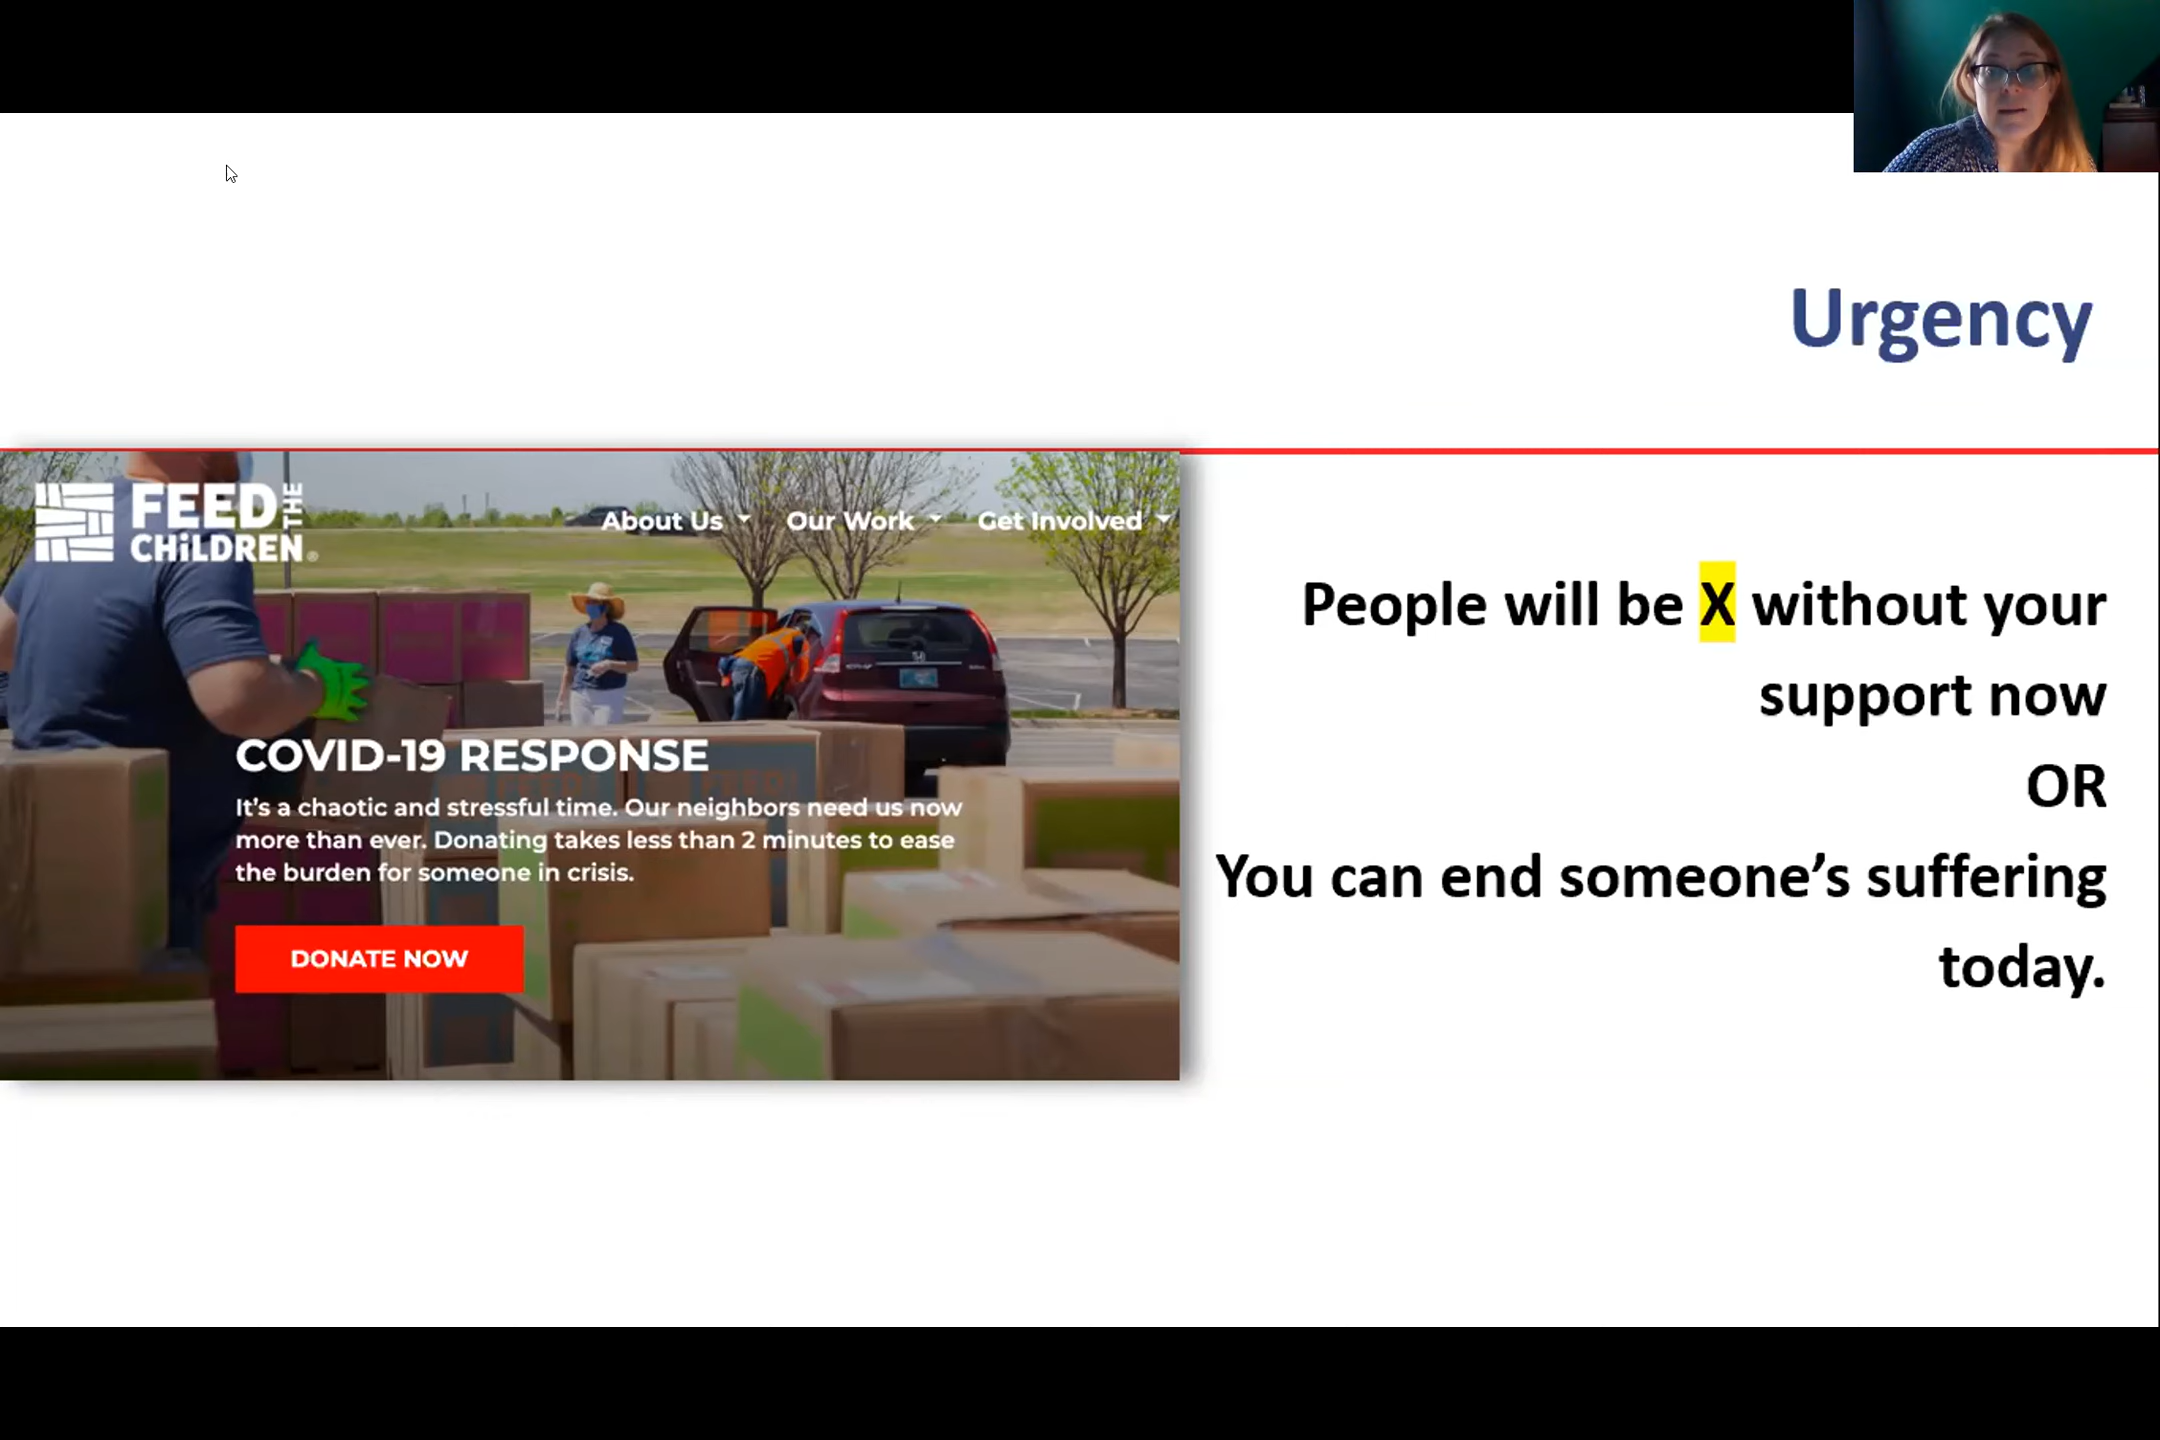 Urgency
FEED THE
CHiLDREN®
About Us
Our Work
Get Involved
COVID-19 RESPONSE
It's a chaotic and stressful time. Our neighbors need us now
more than ever. Donating takes less than 2 minutes to ease
the burden for someone in crisis.
DONATE NOW
People will be X without your
support now
OR
You can end someone's suffering
today.